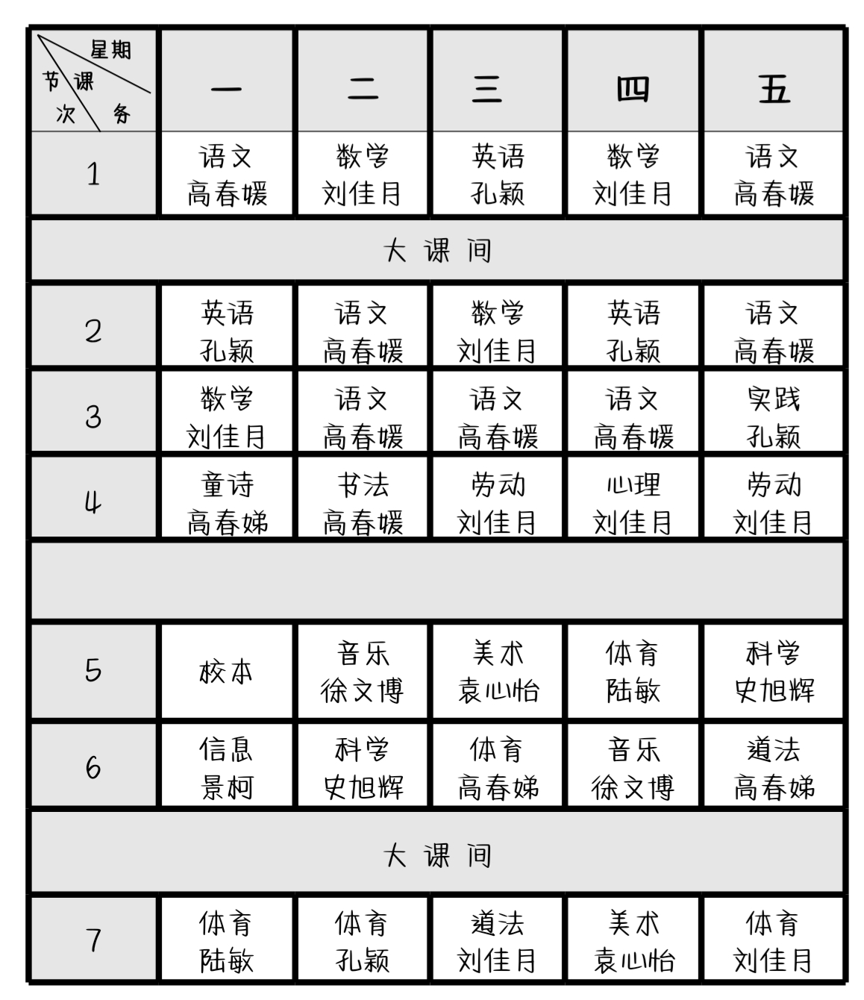 星期
节 课
次 务
一 二 三 四 五
1 语文 数学 英语 数学 语文
高春媛 刘佳月 孔颖 刘佳月 高春媛
大 课 间
2 英语 语文 数学 英语 语文
孔颖 高春媛 刘佳月 孔颖 高春媛
3 数学 语文 语文 语文 实践
刘佳月 高春媛 高春媛 高春媛 孔颖
4 童诗 书法 劳动 心理 劳动
高春娣 高春媛 刘佳月 刘佳月 刘佳月
5 校本 音乐 美术 体育 科学
徐文博 袁心怡 陆敏 史旭辉
6 信息 科学 体育 音乐 道法
景柯 史旭辉 高春娣 徐文博 高春娣
大 课 间
7 体育 体育 道法 美术 体育
陆敏 孔颖 刘佳月 袁心怡 刘佳月